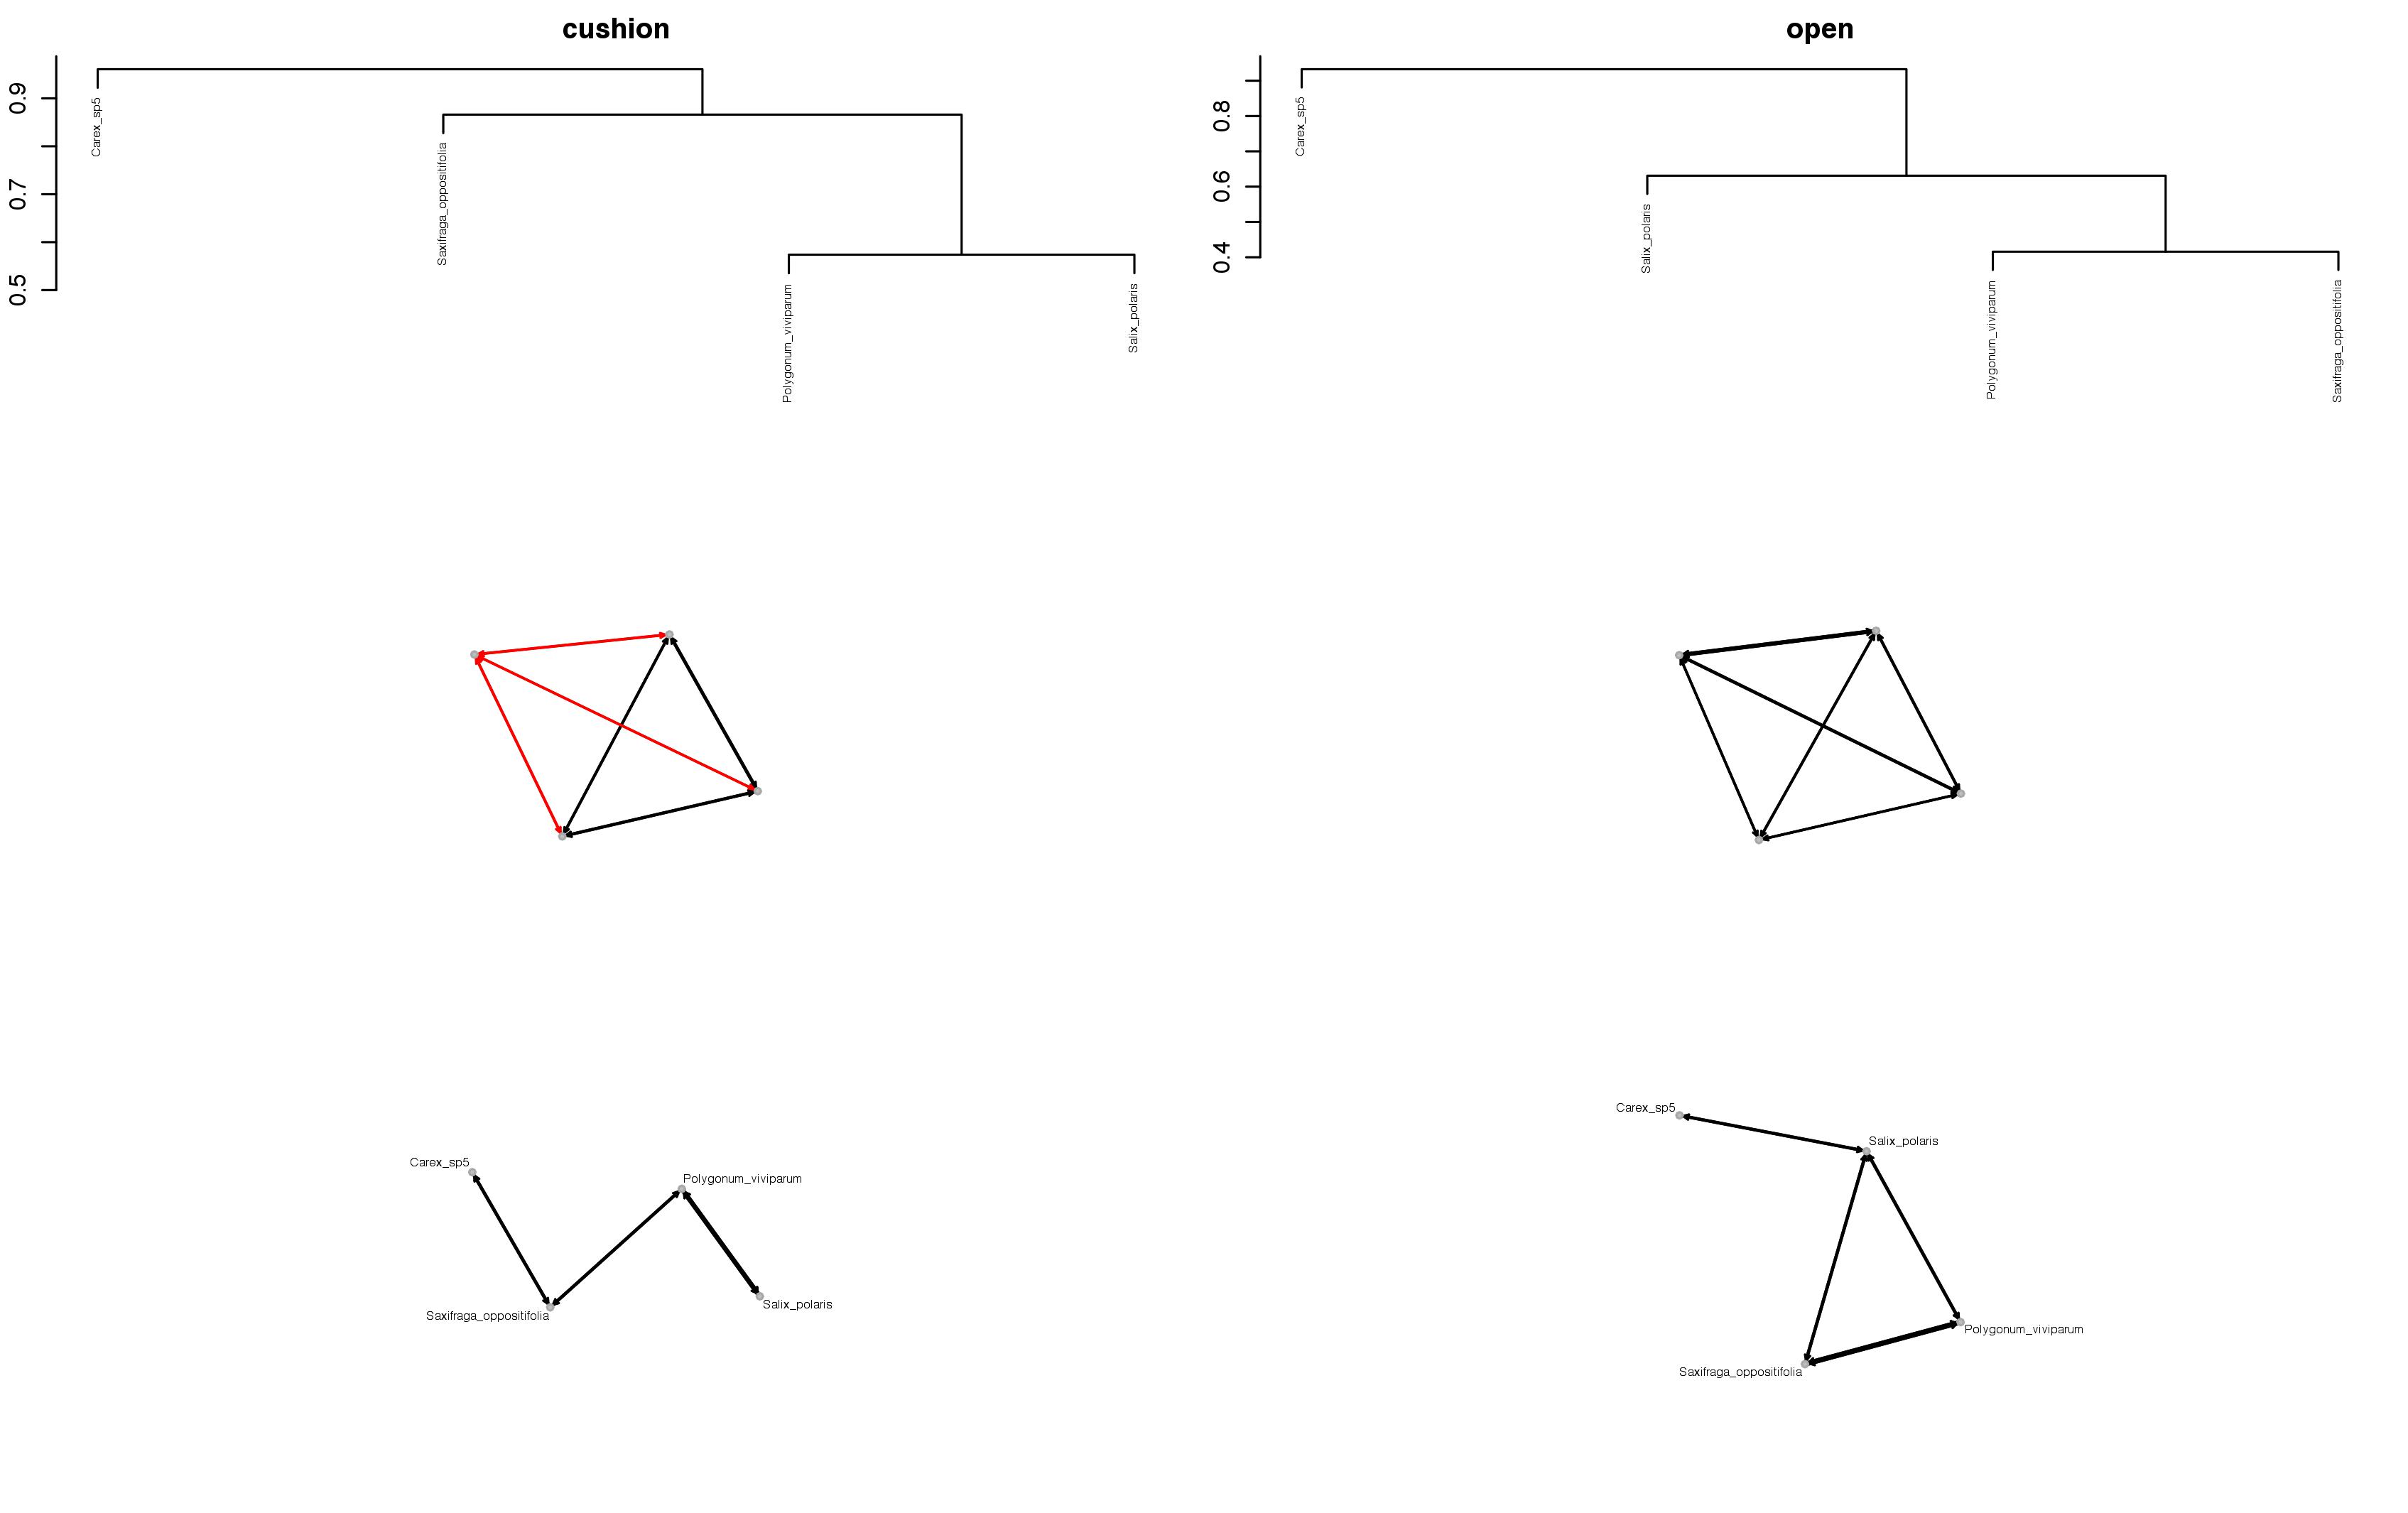 cushion
0.9
0.7
0.5
Carex_sp5
Saxifraga_oppositifolia
Polygonum_viviparum
Salix_polaris
open
0.8
0.6
0.4
Carex_sp5
Salix_polaris
Polygonum_viviparum
Saxifraga_oppositifolia
Carex_sp5
Polygonum_viviparum
Saxifraga_oppositifolia
Salix_polaris
Carex_sp5
Salix_polaris
Polygonum_viviparum
Saxifraga_oppositifolia